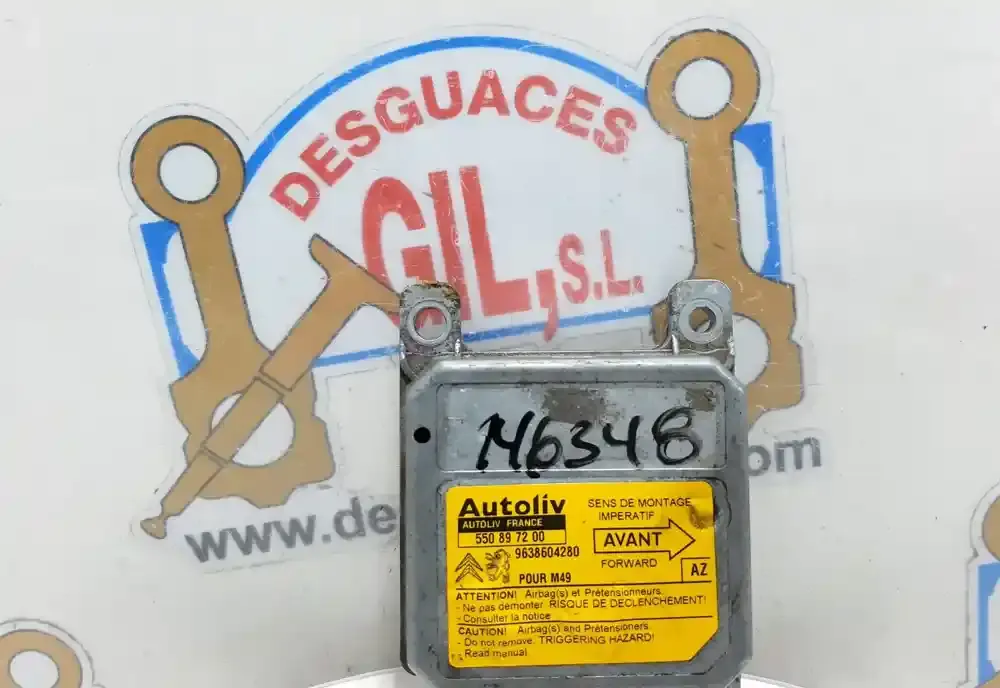 DESGUACES
GIL, S.L.
www.de
om
146348
Autoliv
AUTOLIV FRANCE
550 89 72 00
9638604280
POUR M49
SENS DE MONTAGE
IMPERATIF
AVANT
FORWARD
AZ
ATTENTION! Airbag(s) et Prétensionneurs.
- Ne pas démonter RISQUE DE DECLENCHEMENT!
- Consulter la notice
CAUTION! Airbag(s) and Pretensioners.
- Do not remove. TRIGGERING HAZARD!
- Read manual